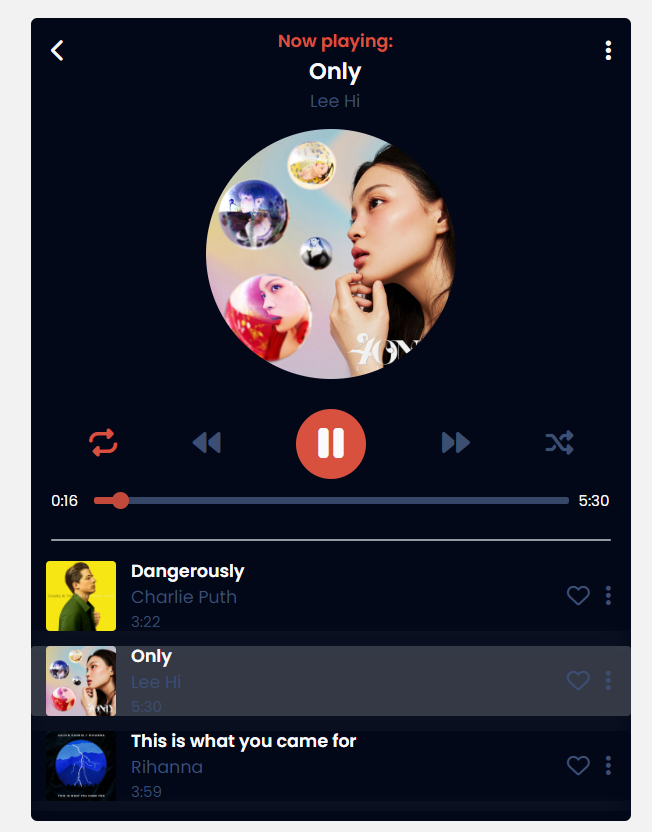 Now playing:
Only
Lee Hi
0:16
5:30
Dangerously
Charlie Puth
3:22
Only
Lee Hi
5:30
This is what you came for
Rihanna
3:59